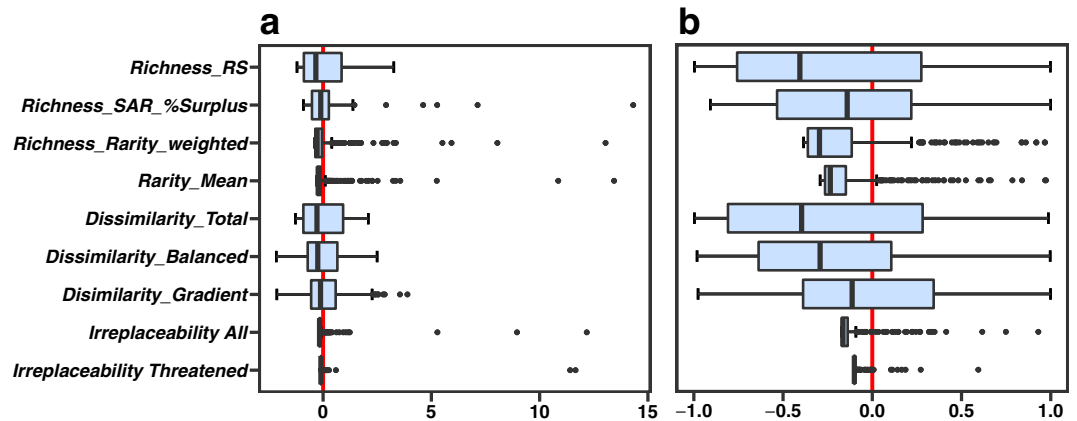 a b
Richness_RS
Richness_SAR_%Surplus
Richness_Rarity_weighted
Rarity_Mean
Dissimilarity_Total
Dissimilarity_Balanced
Disimilarity_Gradient
Irreplaceability All
Irreplaceability Threatened
0 5 10 15 −1.0 −0.5 0.0 0.5 1.0